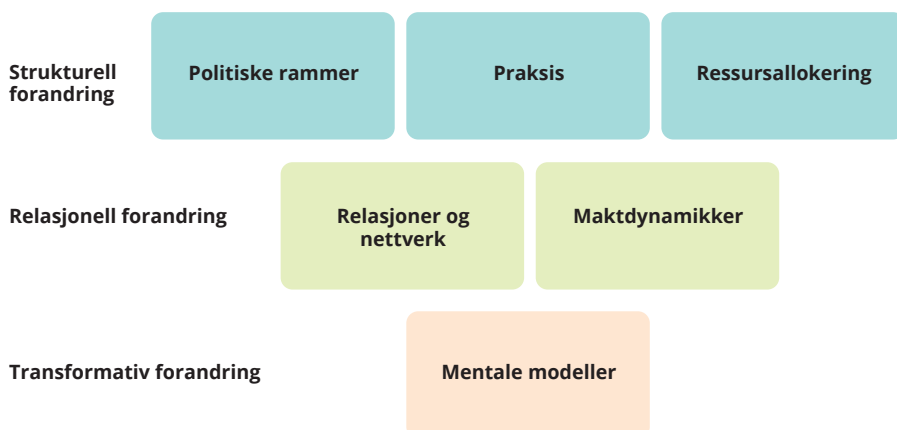 Strukturell
forandring
Politiske rammer
Praksis
Ressursallokering
Relasjonell forandring
Relasjoner og
nettverk
Maktdynamikker
Transformativ forandring
Mentale modeller